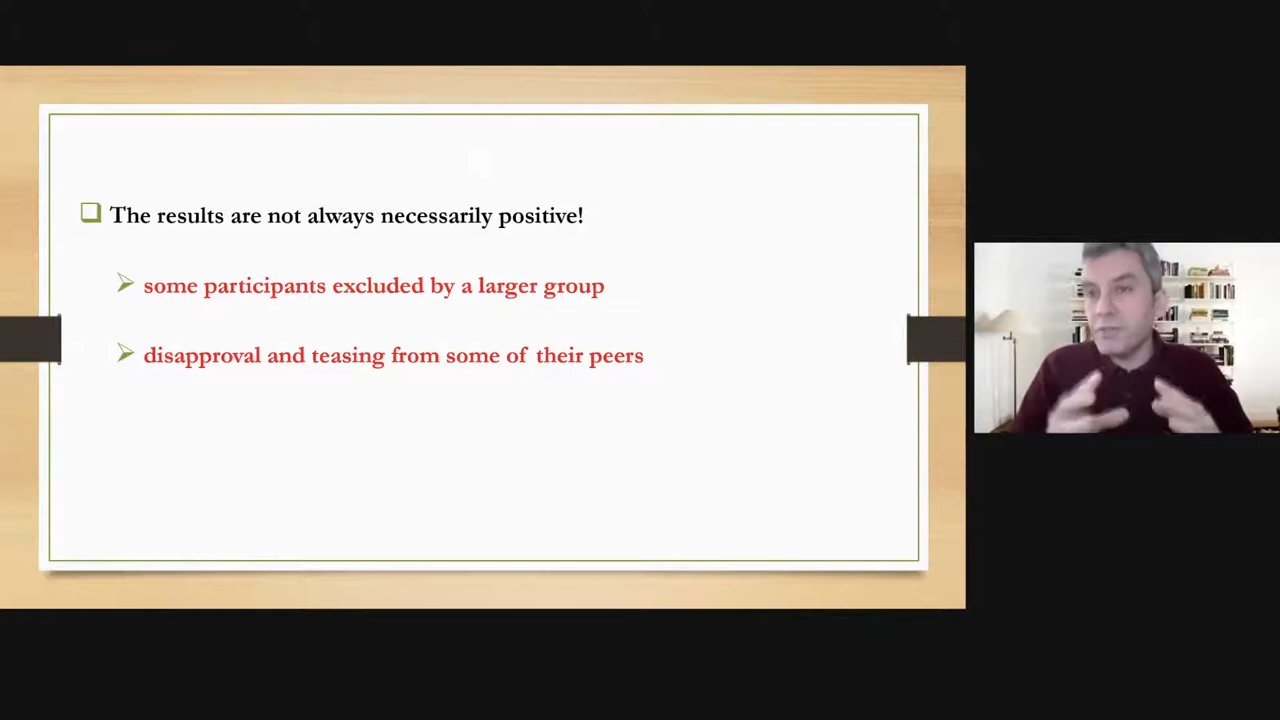 The results are not always necessarily positive!
some participants excluded by a larger group
disapproval and teasing from some of their peers